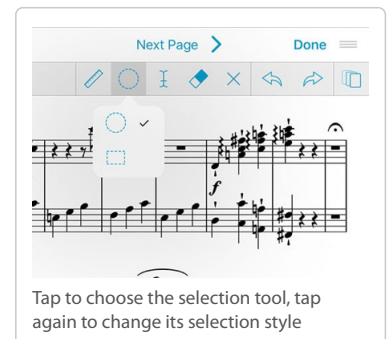 Next Page Done
f
Tap to choose the selection tool, tap
again to change its selection style